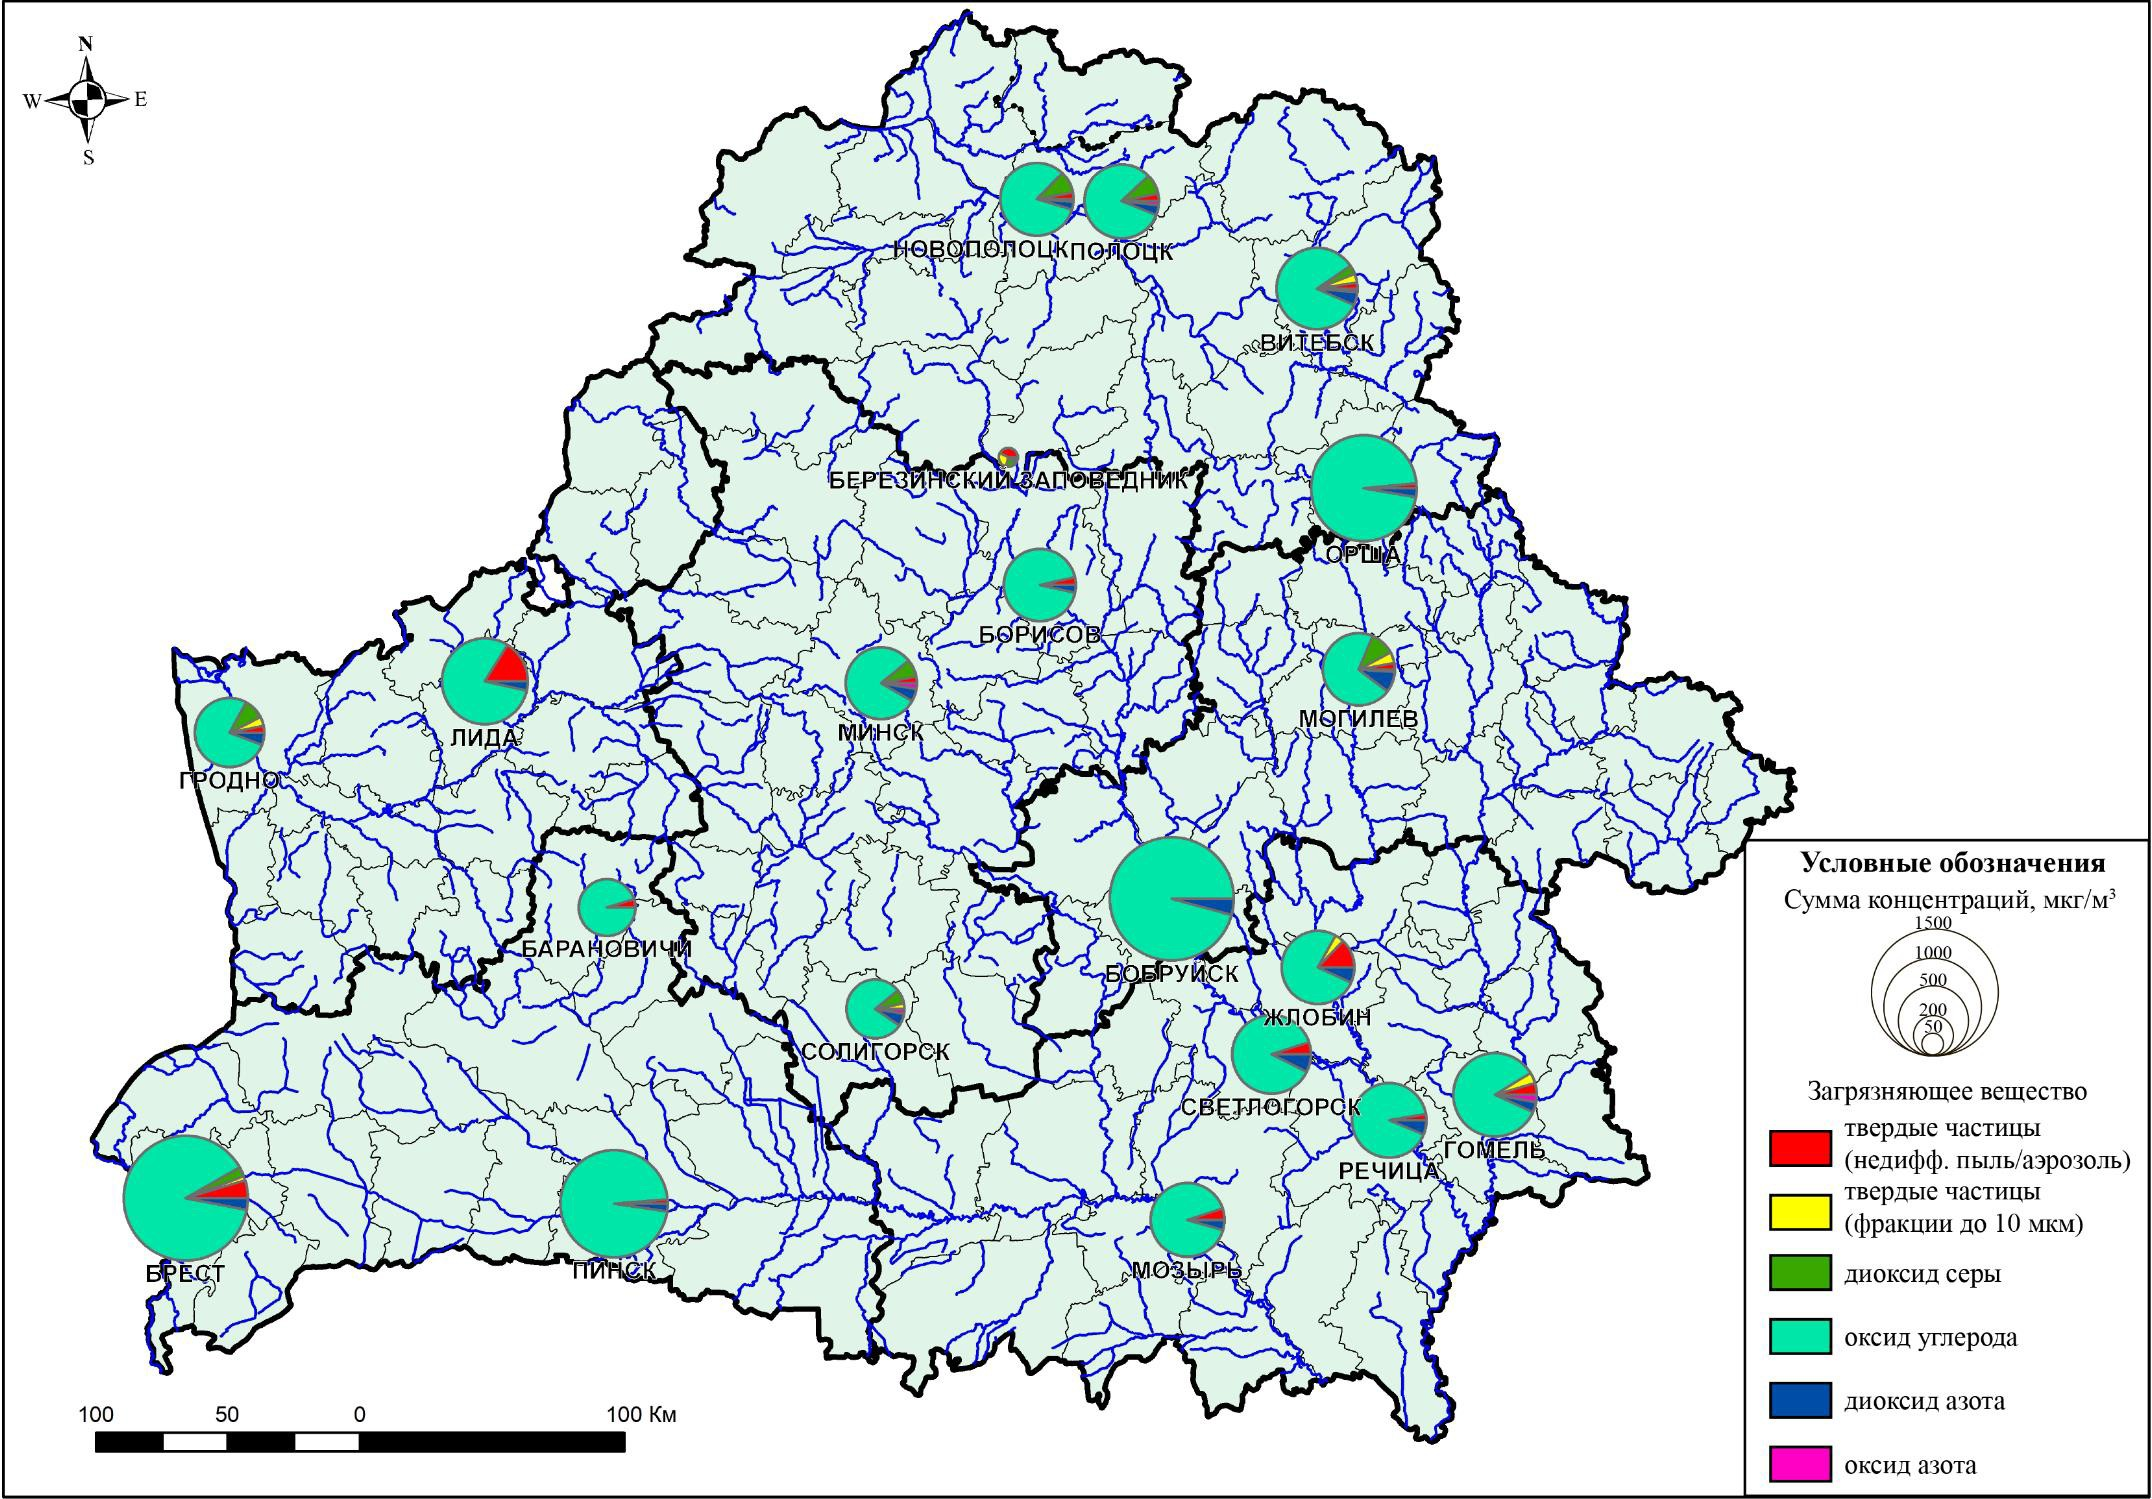 N
W E
S
НОВОПОЛОЦК
ПОЛОЦК
ВИТЕБСК
БЕРЕЗИНСКИЙ ЗАПОВЕДНИК
ОРША
БОРИСОВ
ЛИДА
МИНСК
МОГИЛЕВ
ГРОДНО
БАРАНОВИЧИ
БОБРУЙСК
ЖЛОБИН
СОЛИГОРСК
СВЕТЛОГОРСК
ГОМЕЛЬ
РЕЧИЦА
БРЕСТ
ПИНСК
МОЗЫРЬ
100 50 0 100 Км
Условные обозначения
Сумма концентраций, мкг/м³
1500
1000
500
200
50
Загрязняющее вещество
твердые частицы
(недифф. пыль/аэрозоль)
твердые частицы
(фракции до 10 мкм)
диоксид серы
оксид углерода
диоксид азота
оксид азота